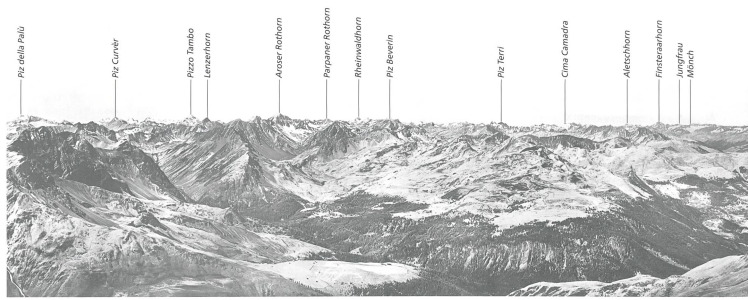 Piz della Palü
Piz Curvèr
Pizzo Tambo
Lenzerhorn
Aroser Rothorn
Parpaner Rothorn
Rheinwaldhorn
Piz Beverin
Piz Terri
Cima Camadra
Aletschhorn
Finsteraarhorn
Jungfrau
Mönch